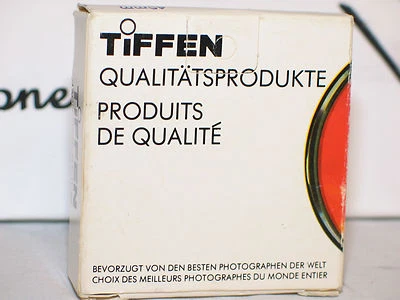 TiFFEN
QUALITÄTSPRODUKTE
PRODUITS
DE QUALITÉ
BEVORZUGT VON DEN BESTEN PHOTOGRAPHEN DER WELT
CHOIX DES MEILLEURS PHOTOGRAPHES DU MONDE ENTIER